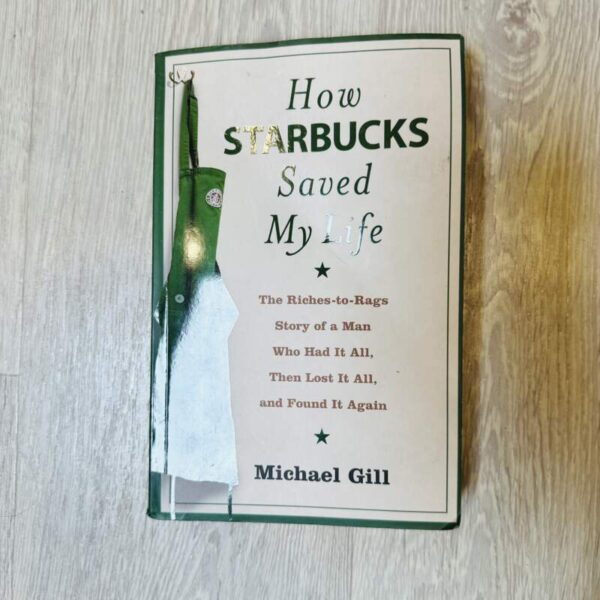 How
STARBUCKS
Saved
My Life
The Riches-to-Rags
Story of a Man
Who Had It All,
Then Lost It All,
and Found It Again
Michael Gill